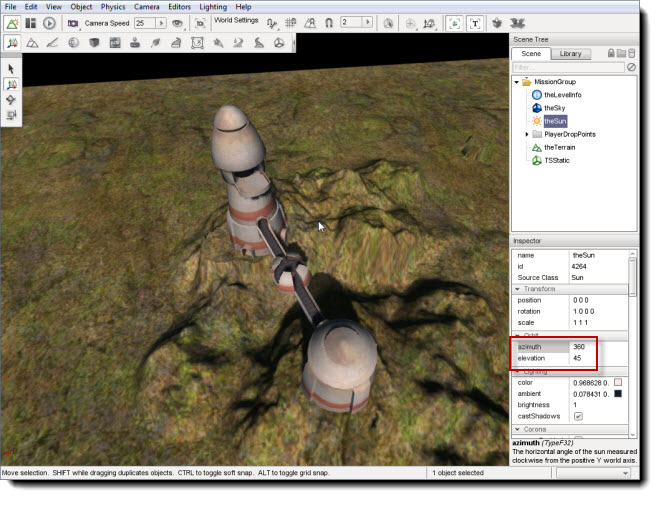 File Edit View Object Physics Camera Editors Lighting Help
Camera Speed 25 World Settings 2
Scene Tree
Scene Library
Filter...
MissionGroup
theLevelInfo
theSky
theSun
PlayerDropPoints
theTerrain
TSStatic
Inspector
name theSun
id 4264
Source Class Sun
Transform
position 0 0 0
rotation 1 0 0 0
scale 1 1 1
Orbit
azimuth 360
elevation 45
Lighting
color 0.968628 0.
ambient 0.078431 0.
brightness 1
castShadows
Corona
azimuth (TypeF32)
The horizontal angle of the sun measured
clockwise from the positive Y world axis.
Move selection. SHIFT while dragging duplicates objects. CTRL to toggle soft snap. ALT to toggle grid snap. 1 object selected